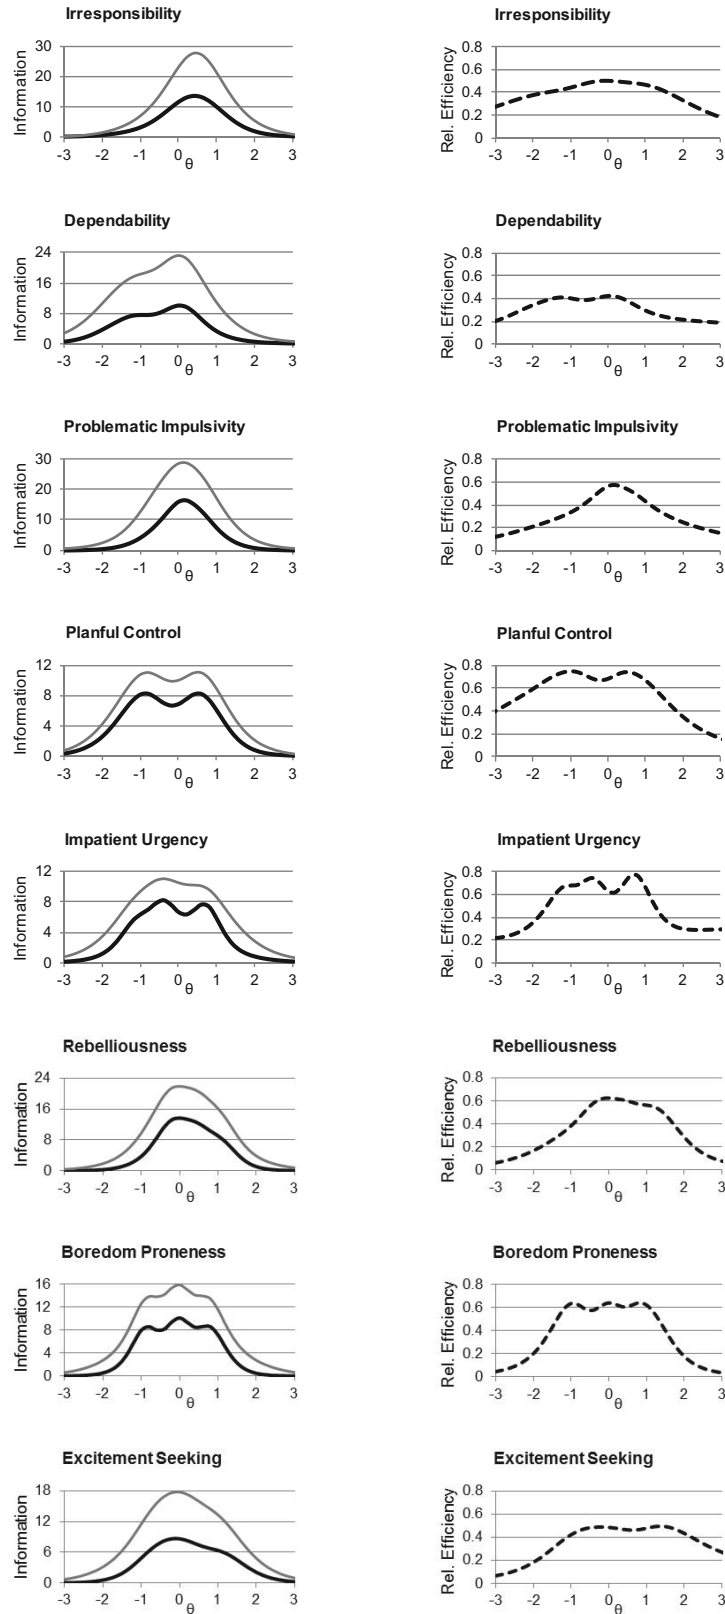 Irresponsibility
Information
30
20
10
0
-3 -2 -1 0 1 2 3
θ
Irresponsibility
Rel. Efficiency
0.8
0.6
0.4
0.2
0
-3 -2 -1 0 1 2 3
θ
Dependability
Information
24
16
8
0
-3 -2 -1 0 1 2 3
θ
Dependability
Rel. Efficiency
0.8
0.6
0.4
0.2
0
-3 -2 -1 0 1 2 3
θ
Problematic Impulsivity
Information
30
20
10
0
-3 -2 -1 0 1 2 3
θ
Problematic Impulsivity
Rel. Efficiency
0.8
0.6
0.4
0.2
0
-3 -2 -1 0 1 2 3
θ
Planful Control
Information
12
8
4
0
-3 -2 -1 0 1 2 3
θ
Planful Control
Rel. Efficiency
0.8
0.6
0.4
0.2
0
-3 -2 -1 0 1 2 3
θ
Impatient Urgency
Information
12
8
4
0
-3 -2 -1 0 1 2 3
θ
Impatient Urgency
Rel. Efficiency
0.8
0.6
0.4
0.2
0
-3 -2 -1 0 1 2 3
θ
Rebelliousness
Information
24
16
8
0
-3 -2 -1 0 1 2 3
θ
Rebelliousness
Rel. Efficiency
0.8
0.6
0.4
0.2
0
-3 -2 -1 0 1 2 3
θ
Boredom Proneness
Information
16
12
8
4
0
-3 -2 -1 0 1 2 3
θ
Boredom Proneness
Rel. Efficiency
0.8
0.6
0.4
0.2
0
-3 -2 -1 0 1 2 3
θ
Excitement Seeking
Information
18
12
6
0
-3 -2 -1 0 1 2 3
θ
Excitement Seeking
Rel. Efficiency
0.8
0.6
0.4
0.2
0
-3 -2 -1 0 1 2 3
θ